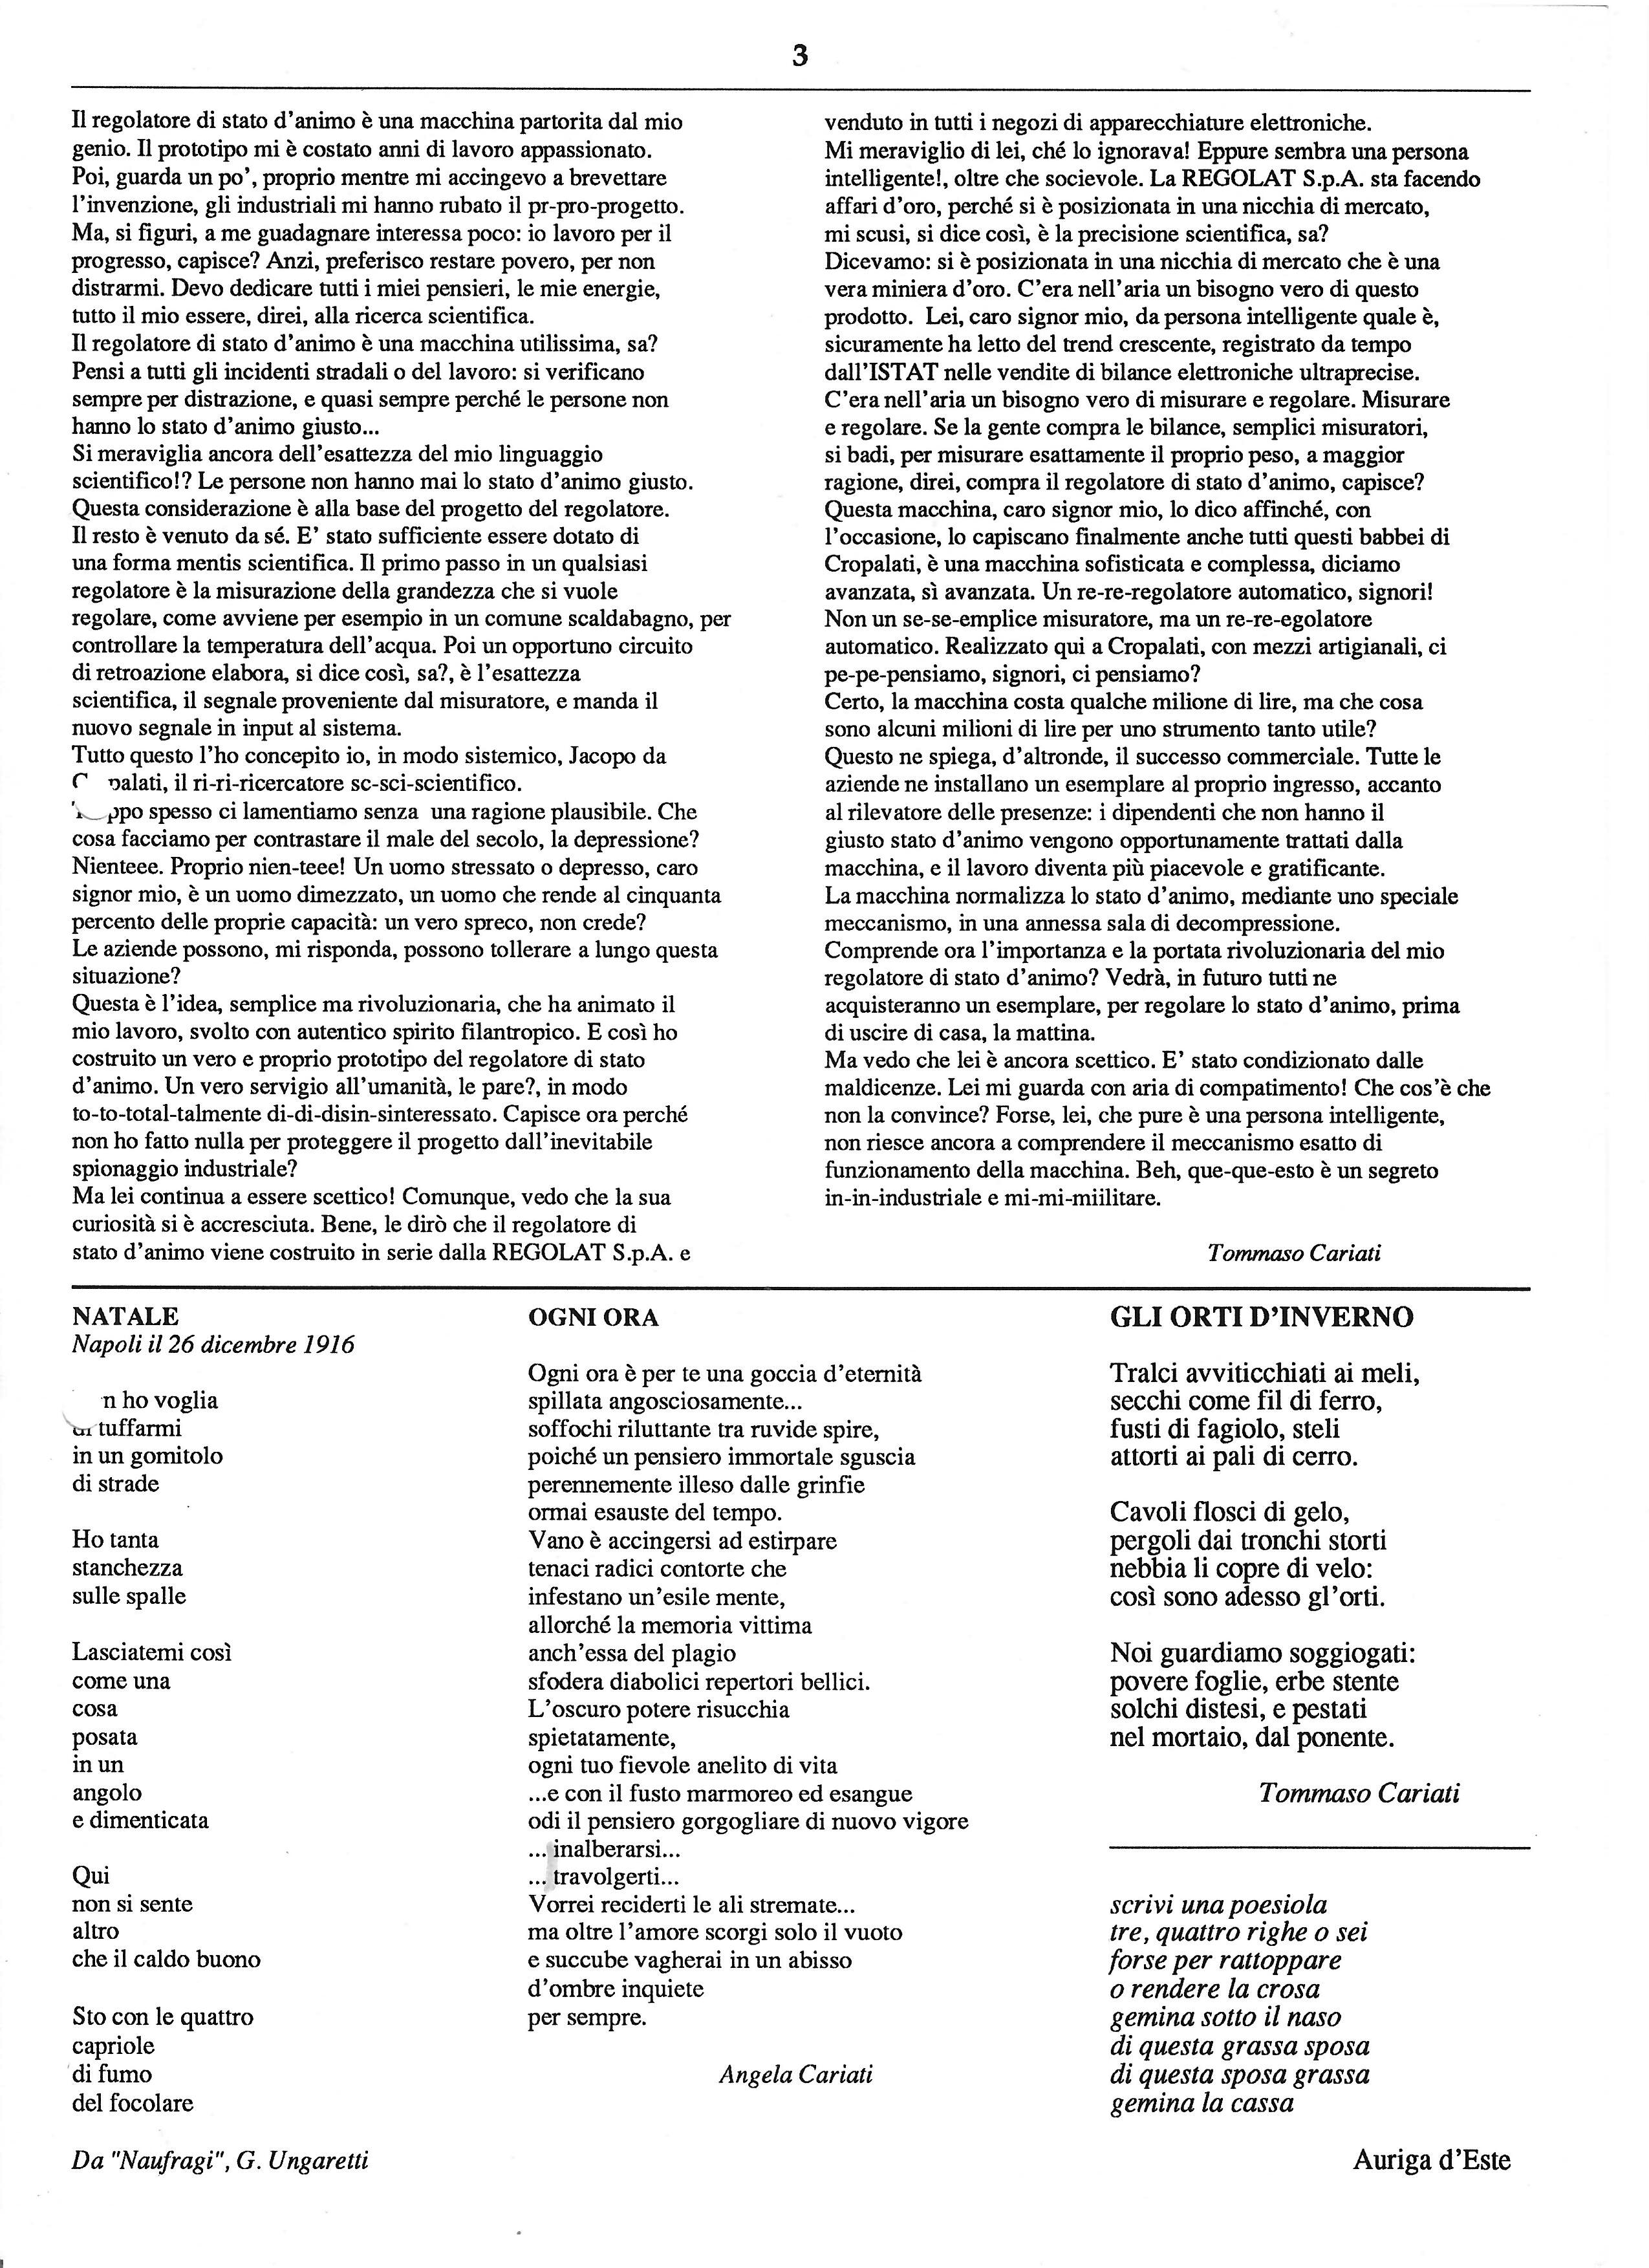 3
Il regolatore di stato d'animo è una macchina partorita dal mio
genio. Il prototipo mi è costato anni di lavoro appassionato.
Poi, guarda un po', proprio mentre mi accingevo a brevettare
l'invenzione, gli industriali mi hanno rubato il pr-pro-progetto.
Ma, si figuri, a me guadagnare interessa poco: io lavoro per il
progresso, capisce? Anzi, preferisco restare povero, per non
distrarmi. Devo dedicare tutti i miei pensieri, le mie energie,
tutto il mio essere, direi, alla ricerca scientifica.
Il regolatore di stato d'animo è una macchina utilissima, sa?
Pensi a tutti gli incidenti stradali o del lavoro: si verificano
sempre per distrazione, e quasi sempre perché le persone non
hanno lo stato d'animo giusto...
Si meraviglia ancora dell'esattezza del mio linguaggio
scientifico!? Le persone non hanno mai lo stato d'animo giusto.
Questa considerazione è alla base del progetto del regolatore.
Il resto è venuto da sé. E' stato sufficiente essere dotato di
una forma mentis scientifica. Il primo passo in un qualsiasi
regolatore è la misurazione della grandezza che si vuole
regolare, come avviene per esempio in un comune scaldabagno, per
controllare la temperatura dell'acqua. Poi un opportuno circuito
di retroazione elabora, si dice così, sa?, è l'esattezza
scientifica, il segnale proveniente dal misuratore, e manda il
nuovo segnale in input al sistema.
Tutto questo l'ho concepito io, in modo sistemico, Jacopo da
C palati, il ri-ri-ricercatore sc-sci-scientifico.
ppo spesso ci lamentiamo senza una ragione plausibile. Che
cosa facciamo per contrastare il male del secolo, la depressione?
Nienteee. Proprio nien-teee! Un uomo stressato o depresso, caro
signor mio, è un uomo dimezzato, un uomo che rende al cinquanta
percento delle proprie capacità: un vero spreco, non crede?
Le aziende possono, mi risponda, possono tollerare a lungo questa
situazione?
Questa è l'idea, semplice ma rivoluzionaria, che ha animato il
mio lavoro, svolto con autentico spirito filantropico. E così ho
costruito un vero e proprio prototipo del regolatore di stato
d'animo. Un vero servigio all'umanità, le pare?, in modo
to-to-total-talmente di-di-disin-sinteressato. Capisce ora perché
non ho fatto nulla per proteggere il progetto dall'inevitabile
spionaggio industriale?
Ma lei continua a essere scettico! Comunque, vedo che la sua
curiosità si è accresciuta. Bene, le dirò che il regolatore di
stato d'animo viene costruito in serie dalla REGOLAT S.p.A. e
venduto in tutti i negozi di apparecchiature elettroniche.
Mi meraviglio di lei, ché lo ignorava! Eppure sembra una persona
intelligente!, oltre che socievole. La REGOLAT S.p.A. sta facendo
affari d'oro, perché si è posizionata in una nicchia di mercato,
mi scusi, si dice così, è la precisione scientifica, sa?
Dicevamo: si è posizionata in una nicchia di mercato che è una
vera miniera d'oro. C'era nell'aria un bisogno vero di questo
prodotto. Lei, caro signor mio, da persona intelligente quale è,
sicuramente ha letto del trend crescente, registrato da tempo
dall'ISTAT nelle vendite di bilance elettroniche ultraprecise.
C'era nell'aria un bisogno vero di misurare e regolare. Misurare
e regolare. Se la gente compra le bilance, semplici misuratori,
si badi, per misurare esattamente il proprio peso, a maggior
ragione, direi, compra il regolatore di stato d'animo, capisce?
Questa macchina, caro signor mio, lo dico affinché, con
l'occasione, lo capiscano finalmente anche tutti questi babbei di
Cropalati, è una macchina sofisticata e complessa, diciamo
avanzata, sì avanzata. Un re-re-regolatore automatico, signori!
Non un se-se-emplice misuratore, ma un re-re-egolatore
automatico. Realizzato qui a Cropalati, con mezzi artigianali, ci
pe-pe-pensiamo, signori, ci pensiamo?
Certo, la macchina costa qualche milione di lire, ma che cosa
sono alcuni milioni di lire per uno strumento tanto utile?
Questo ne spiega, d'altronde, il successo commerciale. Tutte le
aziende ne installano un esemplare al proprio ingresso, accanto
al rilevatore delle presenze: i dipendenti che non hanno il
giusto stato d'animo vengono opportunamente trattati dalla
macchina, e il lavoro diventa più piacevole e gratificante.
La macchina normalizza lo stato d'animo, mediante uno speciale
meccanismo, in una annessa sala di decompressione.
Comprende ora l'importanza e la portata rivoluzionaria del mio
regolatore di stato d'animo? Vedrà, in futuro tutti ne
acquisteranno un esemplare, per regolare lo stato d'animo, prima
di uscire di casa, la mattina.
Ma vedo che lei è ancora scettico. E' stato condizionato dalle
maldicenze. Lei mi guarda con aria di compatimento! Che cos'è che
non la convince? Forse, lei, che pure è una persona intelligente,
non riesce ancora a comprendere il meccanismo esatto di
funzionamento della macchina. Beh, que-que-esto è un segreto
in-in-industriale e mi-mi-miilitare.
Tommaso Cariati
NATALE
Napoli il 26 dicembre 1916
n ho voglia
di tuffarmi
in un gomitolo
di strade
Ho tanta
stanchezza
sulle spalle
Lasciatemi così
come una
cosa
posata
in un
angolo
e dimenticata
Qui
non si sente
altro
che il caldo buono
Sto con le quattro
capriole
di fumo
del focolare
Da "Naufragi", G. Ungaretti
OGNI ORA
Ogni ora è per te una goccia d'eternità
spillata angosciosamente...
soffochi riluttante tra ruvide spire,
poiché un pensiero immortale sguscia
perennemente illeso dalle grinfie
ormai esauste del tempo.
Vano è accingersi ad estirpare
tenaci radici contorte che
infestano un'esile mente,
allorché la memoria vittima
anch'essa del plagio
sfodera diabolici repertori bellici.
L'oscuro potere risucchia
spietatamente,
ogni tuo fievole anelito di vita
...e con il fusto marmoreo ed esangue
odi il pensiero gorgogliare di nuovo vigore
... inalberarsi...
... travolgerti...
Vorrei reciderti le ali stremate...
ma oltre l'amore scorgi solo il vuoto
e succube vagherai in un abisso
d'ombre inquiete
per sempre.
Angela Cariati
GLI ORTI D'INVERNO
Tralci avviticchiati ai meli,
secchi come fil di ferro,
fusti di fagiolo, steli
attorti ai pali di cerro.
Cavoli flosci di gelo,
pergoli dai tronchi storti
nebbia li copre di velo:
così sono adesso gl'orti.
Noi guardiamo soggiogati:
povere foglie, erbe stente
solchi distesi, e pestati
nel mortaio, dal ponente.
Tommaso Cariati
scrivi una poesiola
tre, quattro righe o sei
forse per rattoppare
o rendere la crosa
gemina sotto il naso
di questa grassa sposa
di questa sposa grassa
gemina la cassa
Auriga d'Este